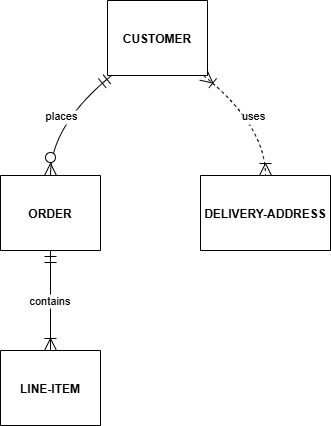 CUSTOMER
places
uses
ORDER
DELIVERY-ADDRESS
contains
LINE-ITEM